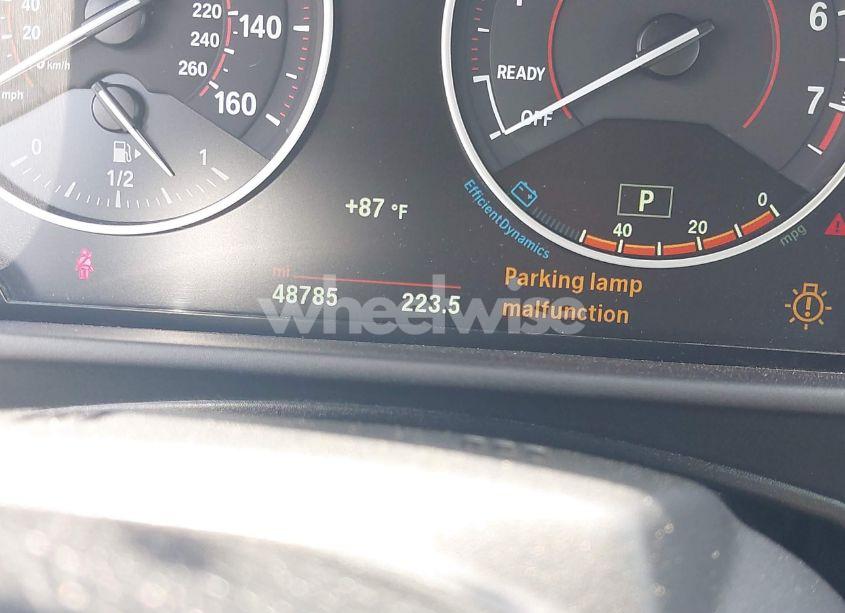 40
20
0 km/h
mph
220
240
260
140
160
0
1/2
1
+87 °F
mi
48785 223.5
READY
OFF
6
7
P
EfficientDynamics
40 20 0
mpg
Parking lamp
malfunction
wheelwise